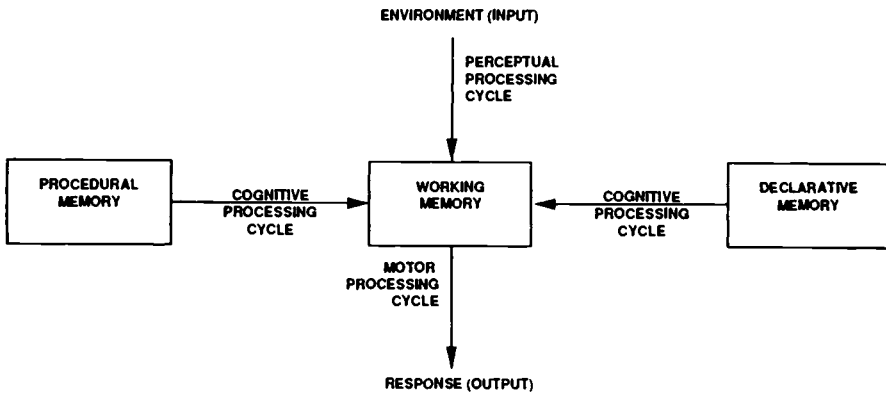 ENVIRONMENT (INPUT)
PERCEPTUAL
PROCESSING
CYCLE
PROCEDURAL
MEMORY
COGNITIVE
PROCESSING
CYCLE
WORKING
MEMORY
COGNITIVE
PROCESSING
CYCLE
DECLARATIVE
MEMORY
MOTOR
PROCESSING
CYCLE
RESPONSE (OUTPUT)